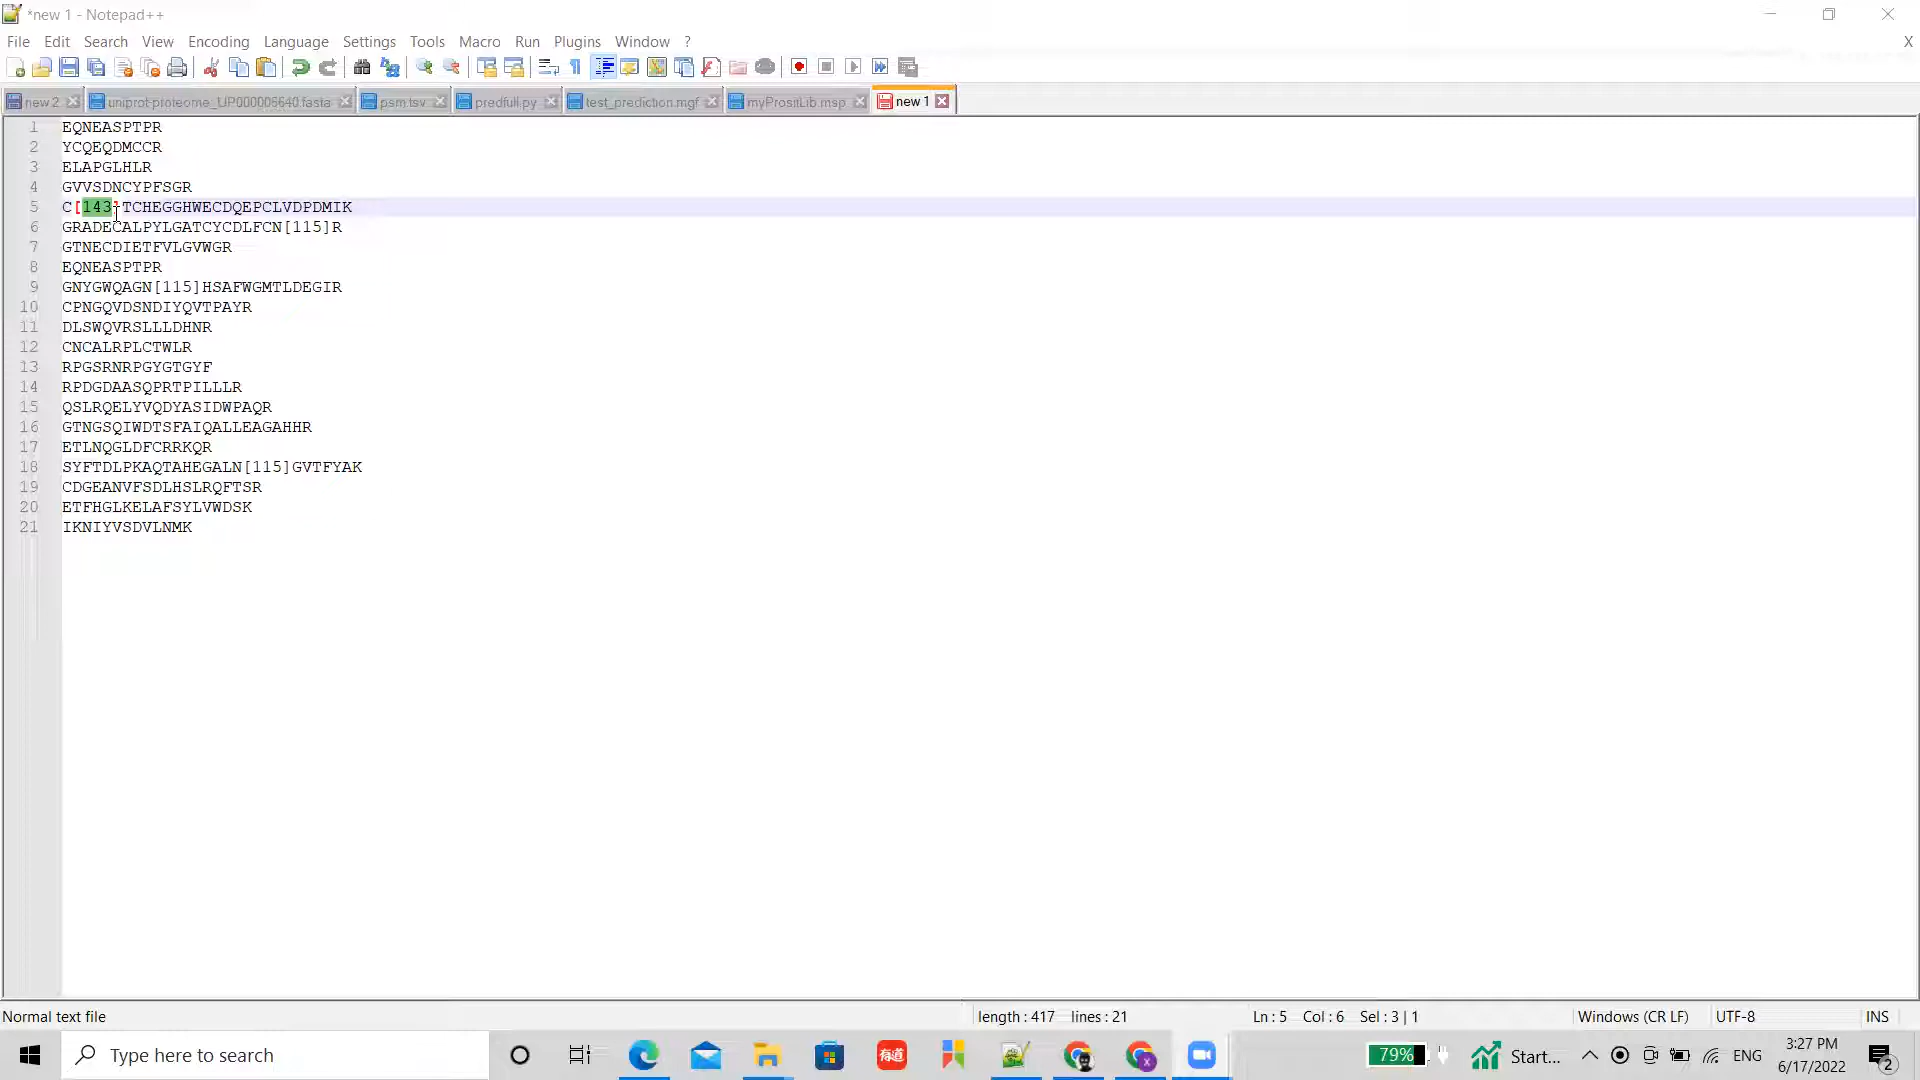 *new 1 - Notepad++
File Edit Search View Encoding Language Settings Tools Macro Run Plugins Window ? X
new 2 uniprot-proteome_UP000005640.fasta psm.tsv predfull.py test_prediction.mgf myPrositLib.msp new 1
1 EQNEASPTPR
2 YCQEQDMCCR
3 ELAPGLHLR
4 GVVSDNCYPFSGR
5 C[143]TCHEGGHWECDQEPCLVDPDMIK
6 GRADECALPYLGATCYCDLFCN[115]R
7 GTNECDIETFVLGVWGR
8 EQNEASPTPR
9 GNYGWQAGN[115]HSAFWGMTLDEGIR
10 CPNGQVDSNDIYQVTPAYR
11 DLSWQVRSLLLDHNR
12 CNCALRPLCTWLR
13 RPGSRNRPGYGTGYF
14 RPDGDAASQPRTPILLLR
15 QSLRQELYVQDYASIDWPAQR
16 GTNGSQIWDTSFAIQALLEAGAHHR
17 ETLNQGLDFCRRKQR
18 SYFTDLPKAQTAHEGALN[115]GVTFYAK
19 CDGEANVFSDLHSLRQFTSR
20 ETFHGLKELAFSYLVWDSK
21 IKNIYVSDVLNMK
Normal text file length : 417 lines : 21 Ln : 5 Col : 6 Sel : 3 | 1 Windows (CR LF) UTF-8 INS
Type here to search 有道 X 79% Start... ENG 3:27 PM
6/17/2022 2